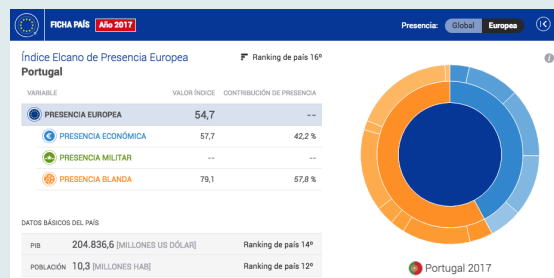 FICHA PAÍS Año 2017
Presencia: Global Europea
Índice Elcano de Presencia Europea
Ranking de país 16º
Portugal
VARIABLE VALOR ÍNDICE CONTRIBUCIÓN DE PRESENCIA
PRESENCIA EUROPEA 54,7 --
PRESENCIA ECONÓMICA 57,7 42,2 %
PRESENCIA MILITAR -- --
PRESENCIA BLANDA 79,1 57,8 %
DATOS BÁSICOS DEL PAÍS
PIB 204.836,6 [MILLONES US DÓLAR] Ranking de país 14º
POBLACIÓN 10,3 [MILLONES HAB] Ranking de país 12º
Portugal 2017